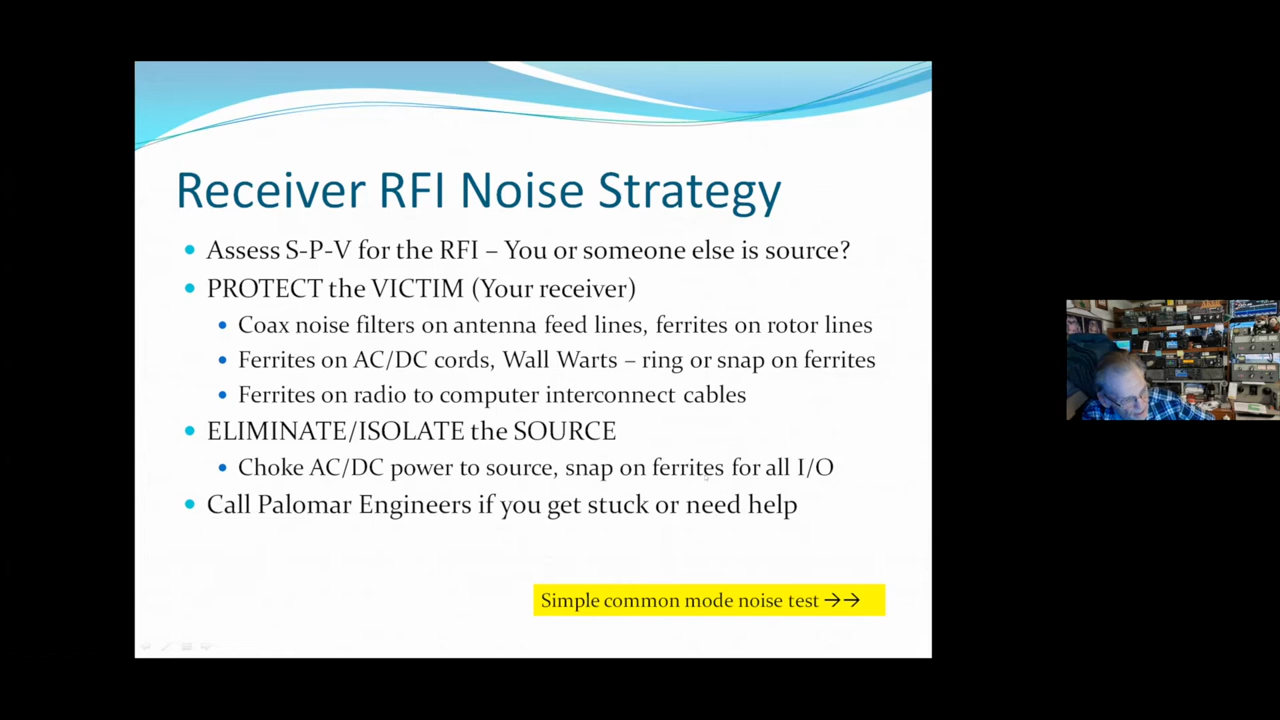 Receiver RFI Noise Strategy
Assess S-P-V for the RFI – You or someone else is source?
PROTECT the VICTIM (Your receiver)
Coax noise filters on antenna feed lines, ferrites on rotor lines
Ferrites on AC/DC cords, Wall Warts – ring or snap on ferrites
Ferrites on radio to computer interconnect cables
ELIMINATE/ISOLATE the SOURCE
Choke AC/DC power to source, snap on ferrites for all I/O
Call Palomar Engineers if you get stuck or need help
Simple common mode noise test →→